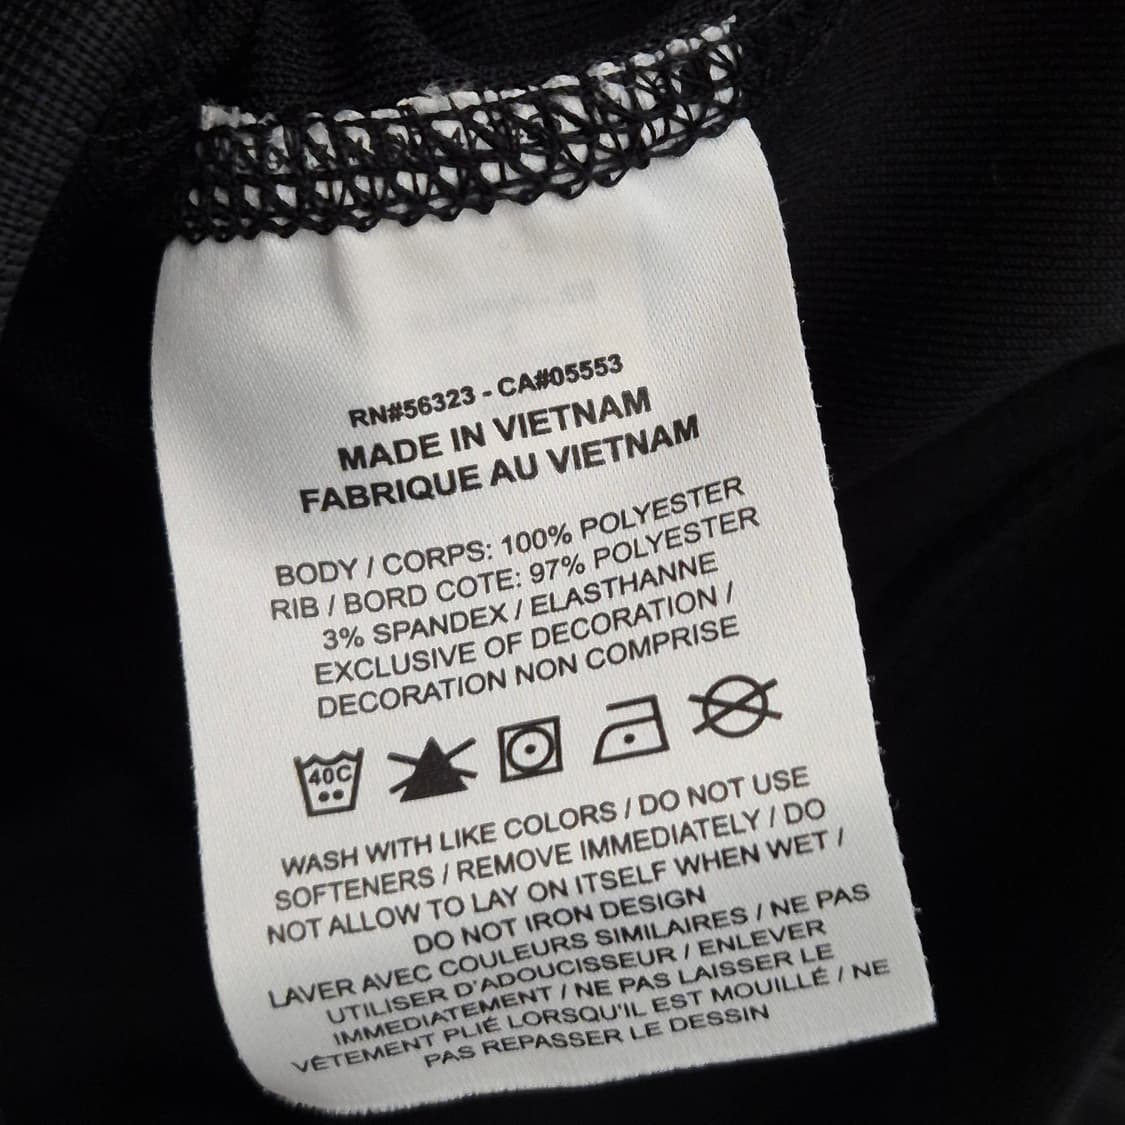 RN#56323 - CA#05553
MADE IN VIETNAM
FABRIQUE AU VIETNAM
BODY / CORPS: 100% POLYESTER
RIB / BORD COTE: 97% POLYESTER
3% SPANDEX / ELASTHANNE
EXCLUSIVE OF DECORATION /
DECORATION NON COMPRISE
40C
WASH WITH LIKE COLORS / DO NOT USE
SOFTENERS / REMOVE IMMEDIATELY / DO
NOT ALLOW TO LAY ON ITSELF WHEN WET /
DO NOT IRON DESIGN
LAVER AVEC COULEURS SIMILAIRES / NE PAS
UTILISER D'ADOUCISSEUR / ENLEVER
IMMEDIATEMENT / NE PAS LAISSER LE
VÊTEMENT PLIÉ LORSQU'IL EST MOUILLÉ / NE
PAS REPASSER LE DESSIN